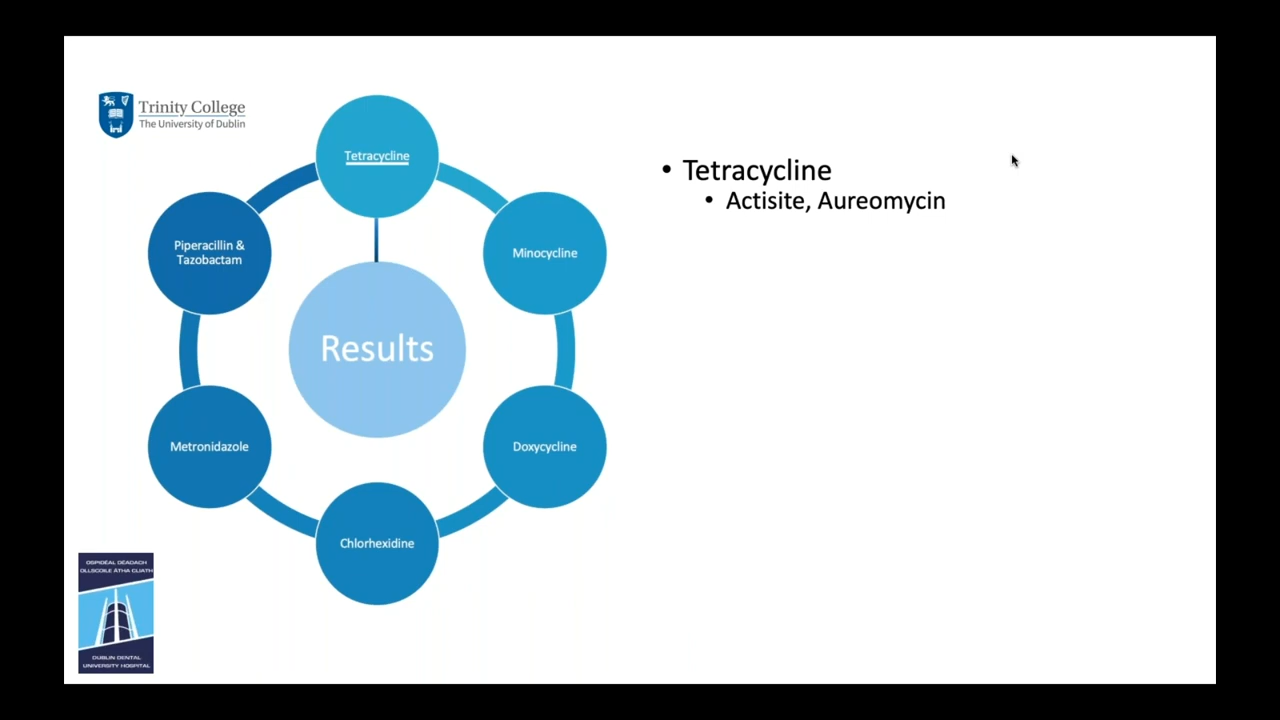 Trinity College
The University of Dublin
Tetracycline
Piperacillin &
Tazobactam
Minocycline
Results
Metronidazole
Doxycycline
Chlorhexidine
• Tetracycline
• Actisite, Aureomycin
OSPIDÉAL DÉADACH
OLLSCOILE ÁTHA CLIATH
DUBLIN DENTAL
UNIVERSITY HOSPITAL